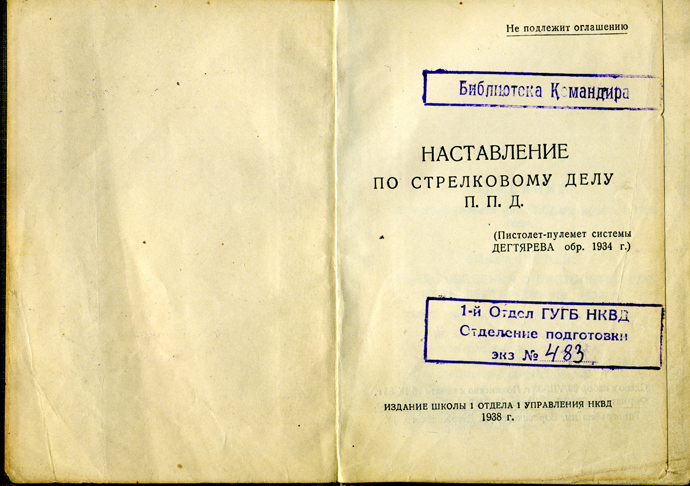 Не подлежит оглашению
Библиотека Командира
НАСТАВЛЕНИЕ
ПО СТРЕЛКОВОМУ ДЕЛУ
П. П. Д.
(Пистолет-пулемет системы
ДЕГТЯРЕВА обр. 1934 г.)
1-й Отдел ГУГБ НКВД
Отделение подготовки
экз № 483
ИЗДАНИЕ ШКОЛЫ 1 ОТДЕЛА 1 УПРАВЛЕНИЯ НКВД
1938 г.